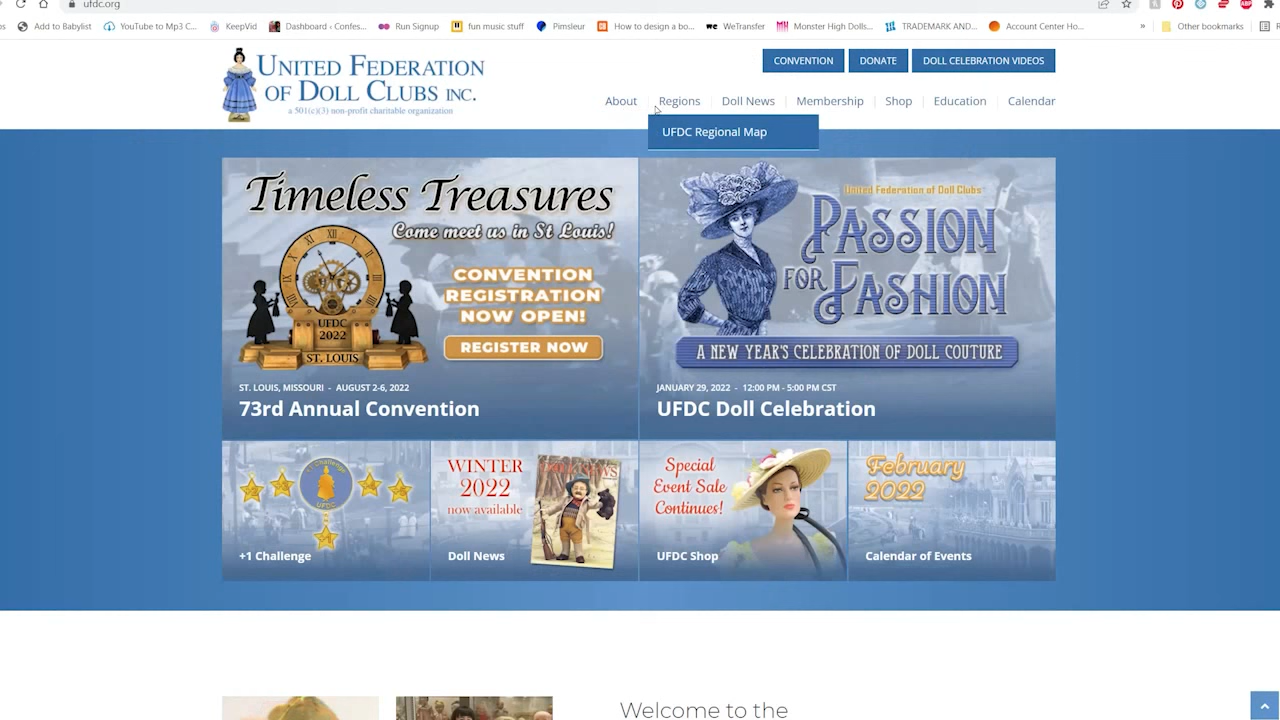 ufdc.org
Add to Babylist
YouTube to Mp3 C...
KeepVid
Dashboard ‹ Confes...
Run Signup
fun music stuff
Pimsleur
How to design a bo...
WeTransfer
Monster High Dolls...
TRADEMARK AND...
Account Center Ho...
»
Other bookmarks
UNITED FEDERATION
OF DOLL CLUBS INC.
a 501(c)(3) non-profit charitable organization
CONVENTION
DONATE
DOLL CELEBRATION VIDEOS
About
Regions
Doll News
Membership
Shop
Education
Calendar
UFDC Regional Map
Timeless Treasures
Come meet us in St Louis!
CONVENTION
REGISTRATION
NOW OPEN!
REGISTER NOW
UFDC
2022
ST. LOUIS
ST. LOUIS, MISSOURI - AUGUST 2-6, 2022
73rd Annual Convention
United Federation of Doll Clubs
PASSION
FOR FASHION
A NEW YEAR'S CELEBRATION OF DOLL COUTURE
JANUARY 29, 2022 - 12:00 PM - 5:00 PM CST
UFDC Doll Celebration
+1 Challenge
UFDC
+1 Challenge
WINTER
2022
now available
Doll News
Special
Event Sale
Continues!
UFDC Shop
February
2022
Calendar of Events
Welcome to the